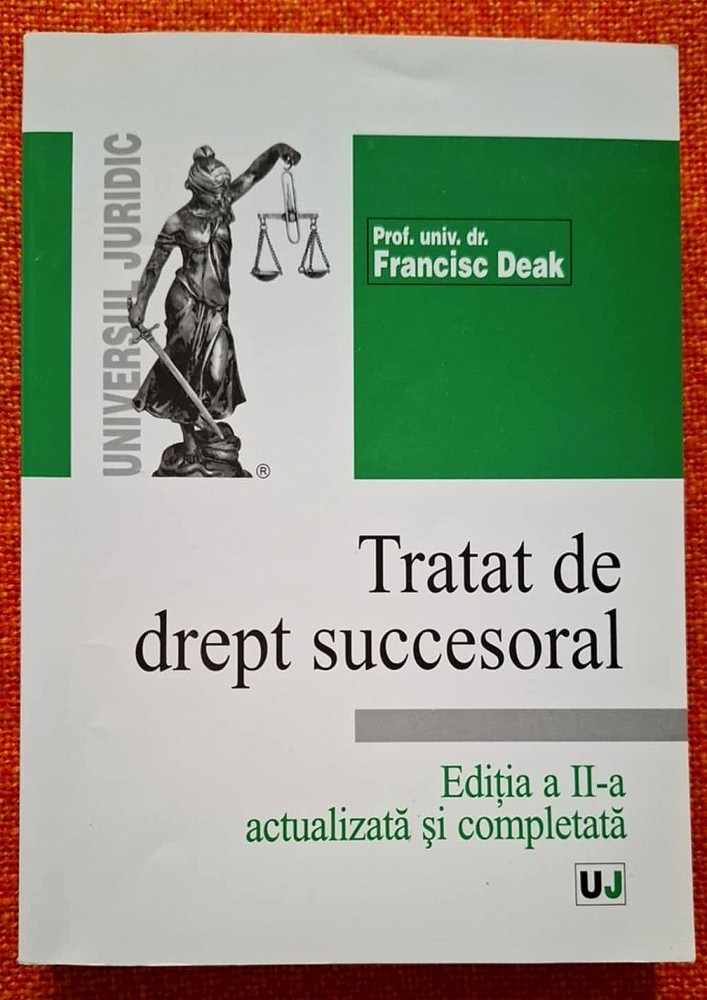 UNIVERSUL JURIDIC
®
Prof. univ. dr.
Francisc Deak
Tratat de
drept succesoral
Ediţia a II-a
actualizată şi completată
UJ